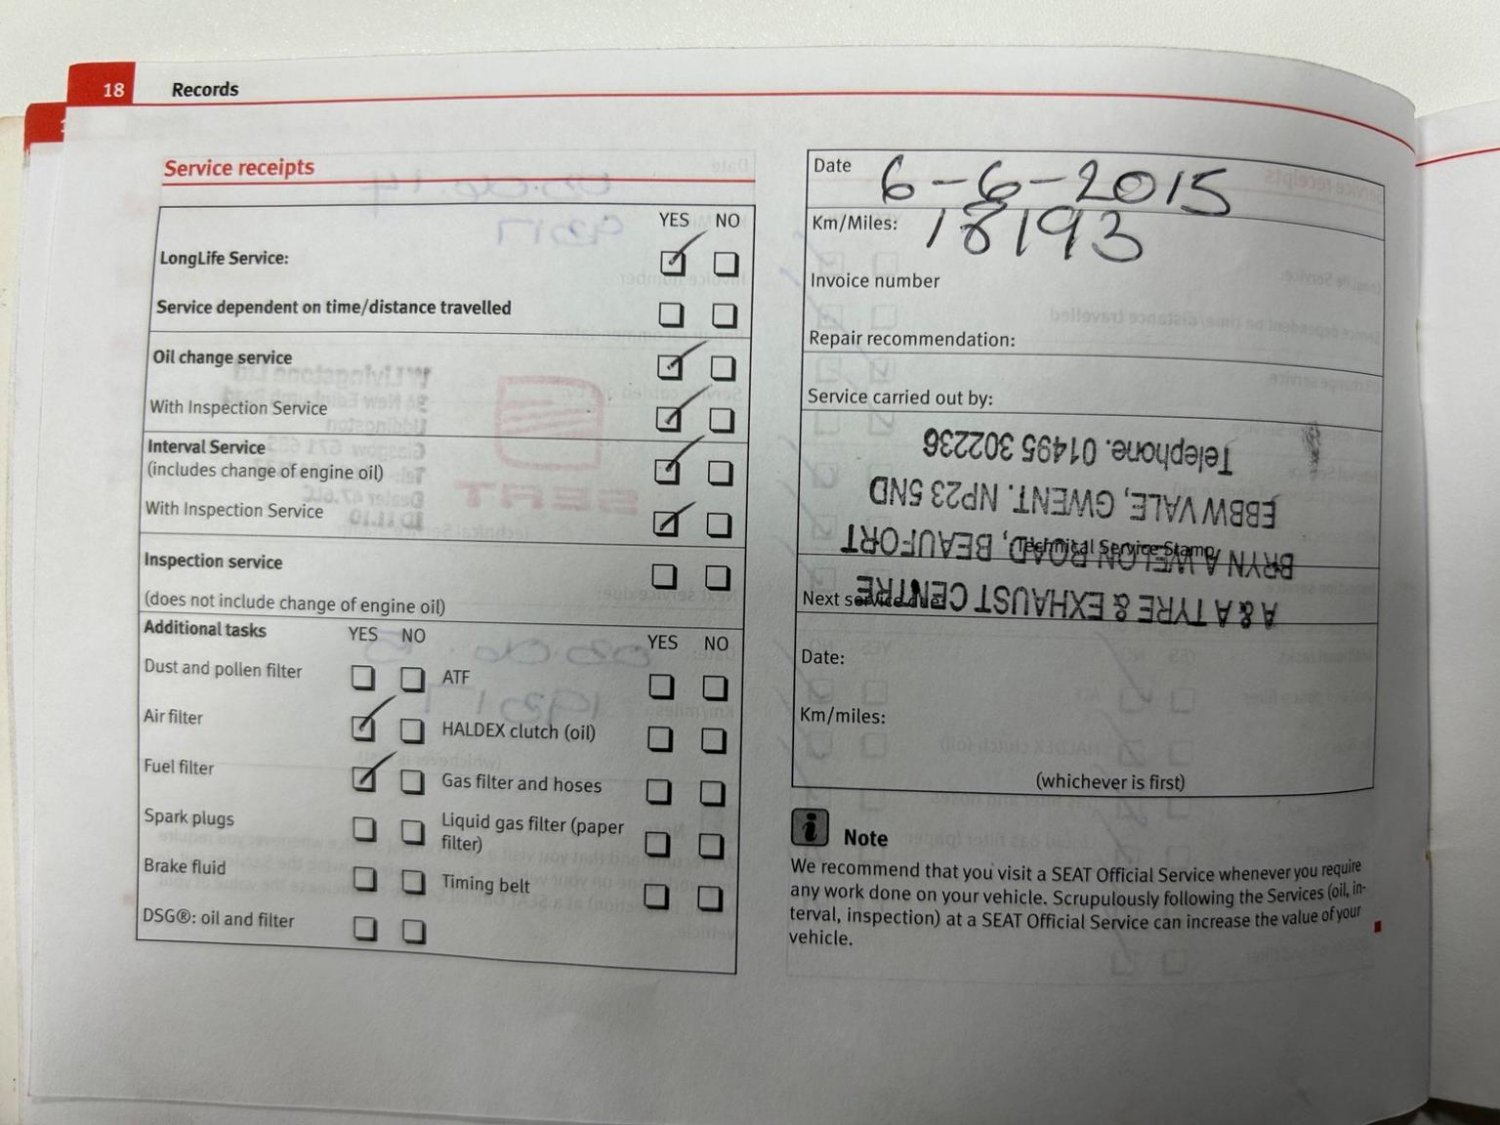 18 Records
Service receipts
YES NO
LongLife Service:
Service dependent on time/distance travelled
Oil change service
With Inspection Service
Interval Service
(includes change of engine oil)
With Inspection Service
Inspection service
(does not include change of engine oil)
Additional tasks YES NO YES NO
Dust and pollen filter ATF
Air filter HALDEX clutch (oil)
Fuel filter Gas filter and hoses
Spark plugs Liquid gas filter (paper
filter)
Brake fluid Timing belt
DSG®: oil and filter
Date 6-6-2015
Km/Miles: 18193
Invoice number
Repair recommendation:
Service carried out by:
A & A TYRE & EXHAUST CENTRE
BRYN AWELON ROAD, BEAUFORT
EBBW VALE, GWENT. NP23 5ND
Telephone. 01495 302236
Technical Service Stamp
Next service due:
Date:
Km/miles:
(whichever is first)
i Note
We recommend that you visit a SEAT Official Service whenever you require
any work done on your vehicle. Scrupulously following the Services (oil, in-
terval, inspection) at a SEAT Official Service can increase the value of your
vehicle.